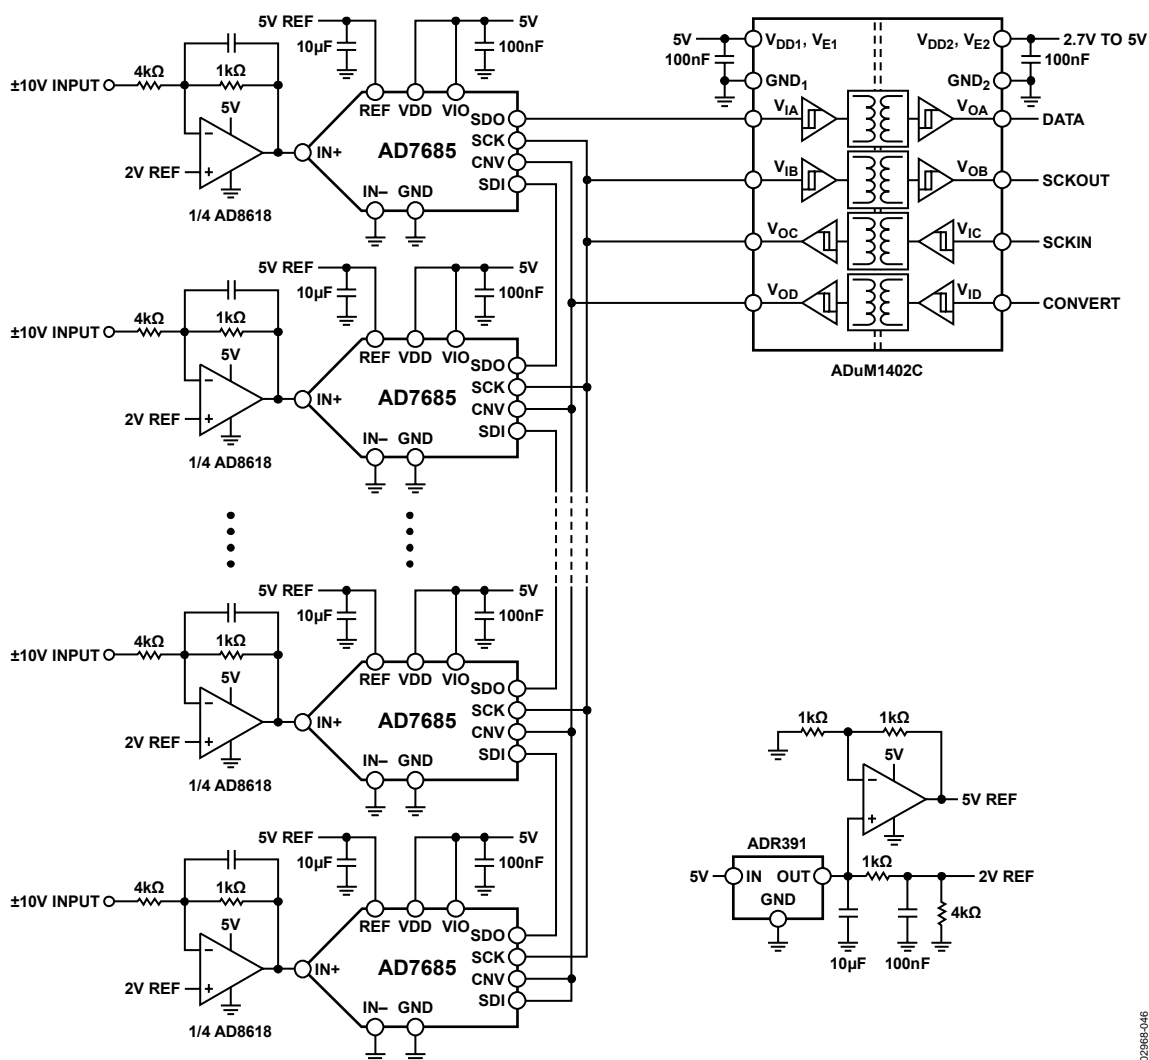 5V REF
5V
10µF
100nF
4kΩ
1kΩ
±10V INPUT
5V
REF VDD VIO
SDO
SCK
CNV
SDI
AD7685
IN+
2V REF
IN– GND
1/4 AD8618
5V REF
5V
10µF
100nF
4kΩ
1kΩ
±10V INPUT
5V
REF VDD VIO
SDO
SCK
CNV
SDI
AD7685
IN+
2V REF
IN– GND
1/4 AD8618
5V REF
5V
10µF
100nF
4kΩ
1kΩ
±10V INPUT
5V
REF VDD VIO
SDO
SCK
CNV
SDI
AD7685
IN+
2V REF
IN– GND
1/4 AD8618
5V REF
5V
10µF
100nF
4kΩ
1kΩ
±10V INPUT
5V
REF VDD VIO
SDO
SCK
CNV
SDI
AD7685
IN+
2V REF
IN– GND
1/4 AD8618
5V
VDD1, VE1
VDD2, VE2
2.7V TO 5V
100nF
100nF
GND1
GND2
VIA
VOA
DATA
VIB
VOB
SCKOUT
VOC
VIC
SCKIN
VOD
VID
CONVERT
ADuM1402C
1kΩ
1kΩ
5V
5V REF
ADR391
1kΩ
5V
IN OUT
2V REF
GND
4kΩ
10µF
100nF
02968-046